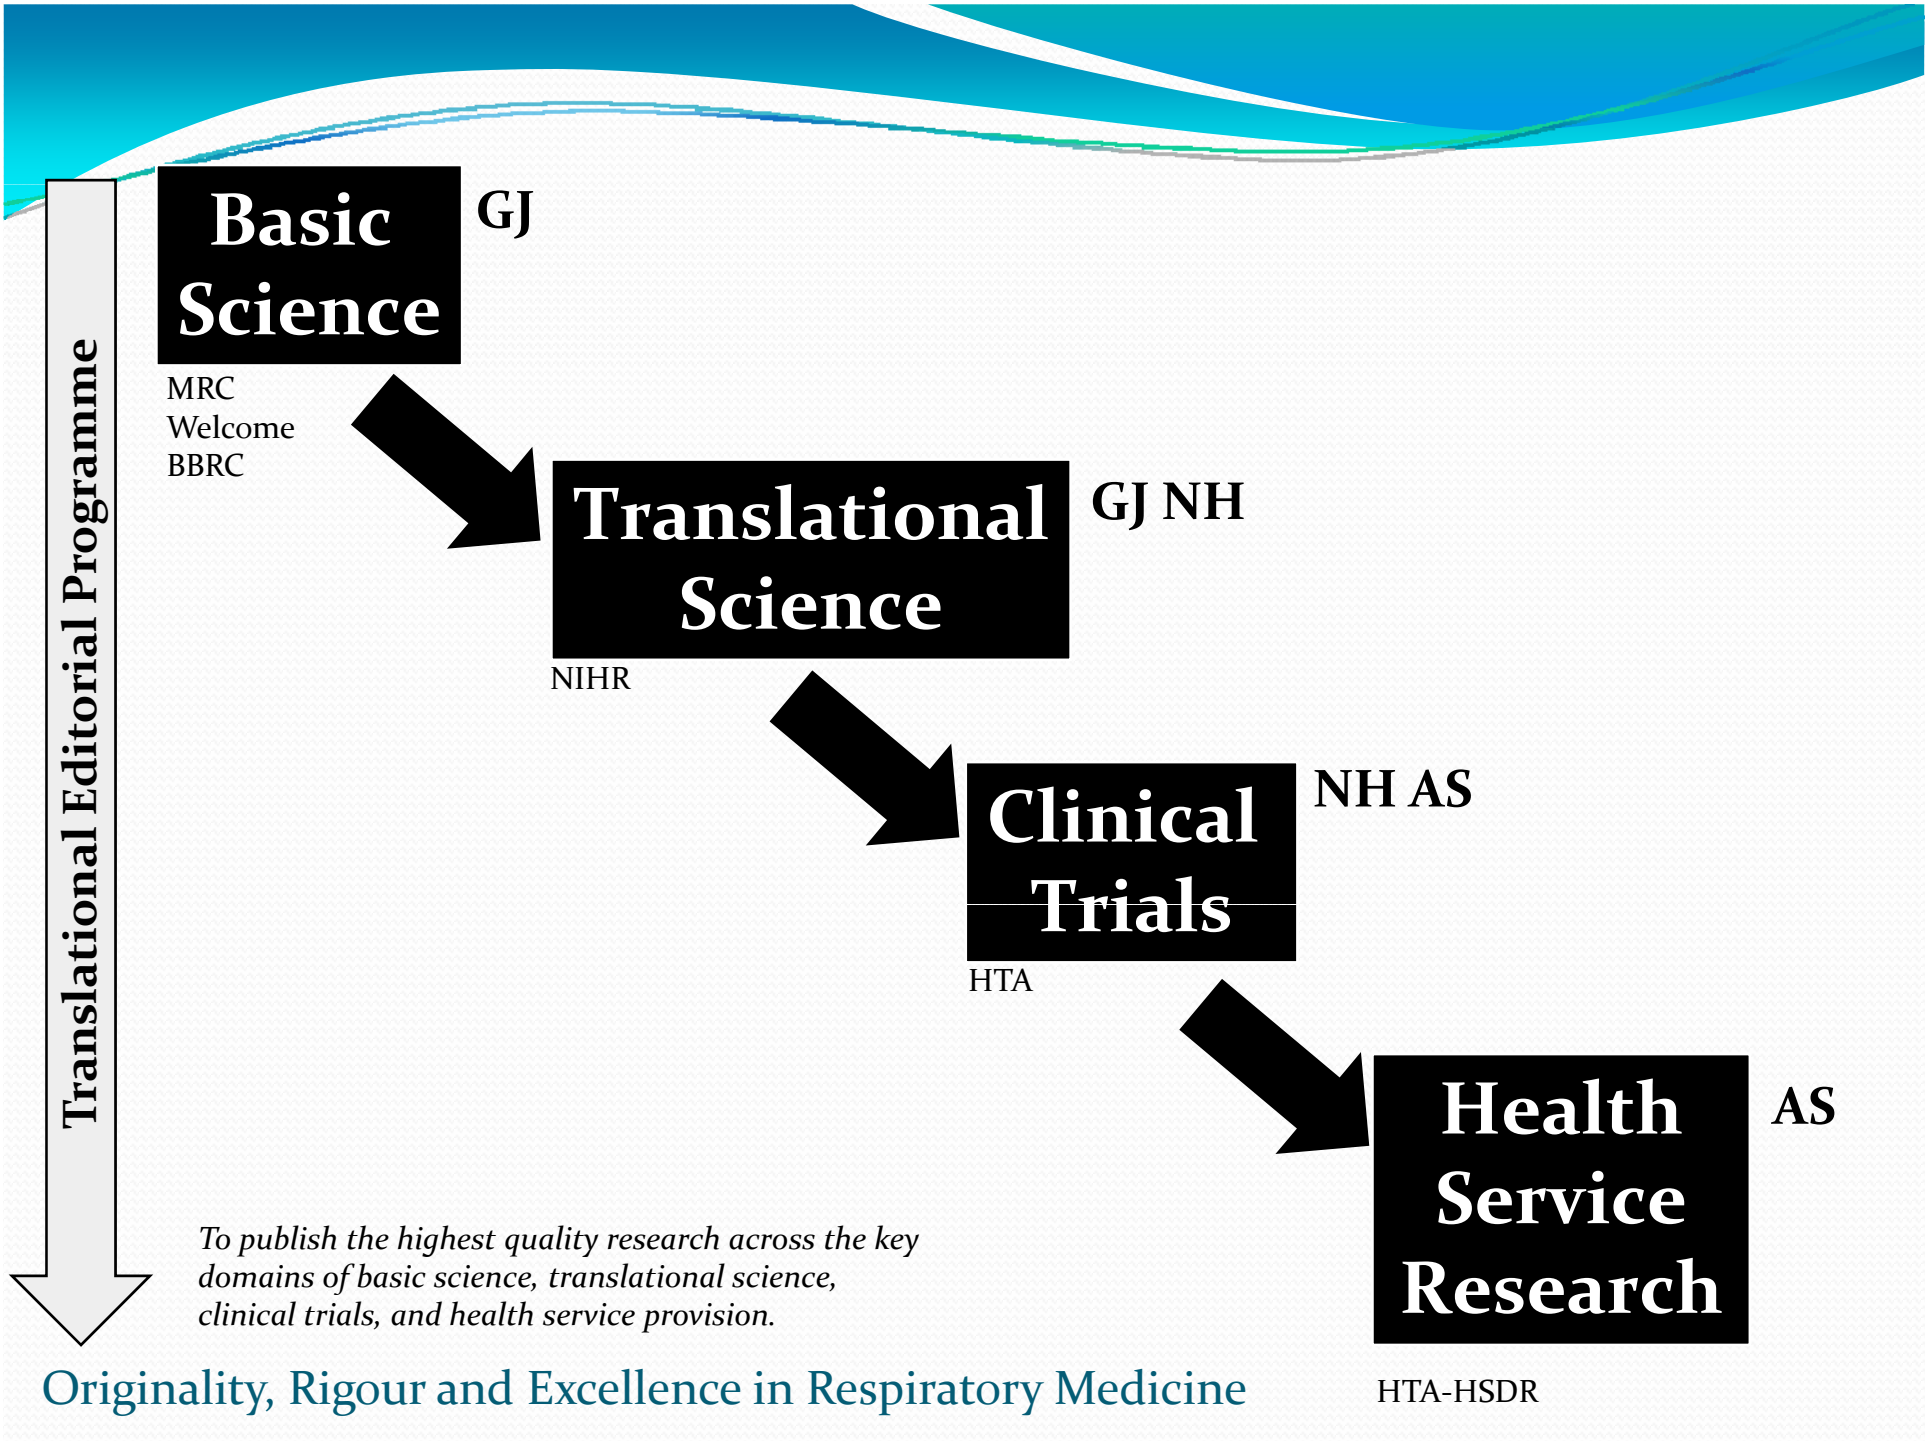 Translational Editorial Programme
Basic
Science
GJ
MRC
Welcome
BBRC
Translational
Science
GJ NH
NIHR
Clinical
Trials
NH AS
HTA
Health
Service
Research
AS
HTA-HSDR
To publish the highest quality research across the key
domains of basic science, translational science,
clinical trials, and health service provision.
Originality, Rigour and Excellence in Respiratory Medicine